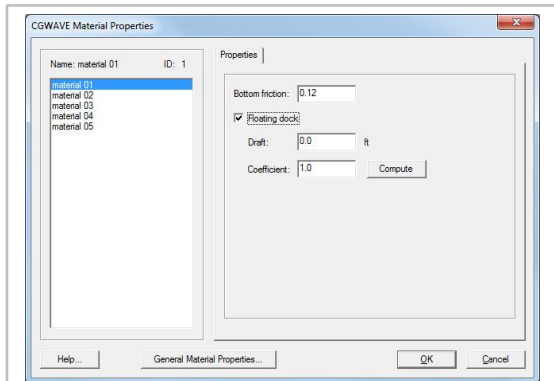 CGWAVE Material Properties
Name: material 01 ID: 1
material 01
material 02
material 03
material 04
material 05
Properties
Bottom friction: 0.12
Floating dock
Draft: 0.0 ft
Coefficient: 1.0 Compute
Help... General Material Properties... OK Cancel